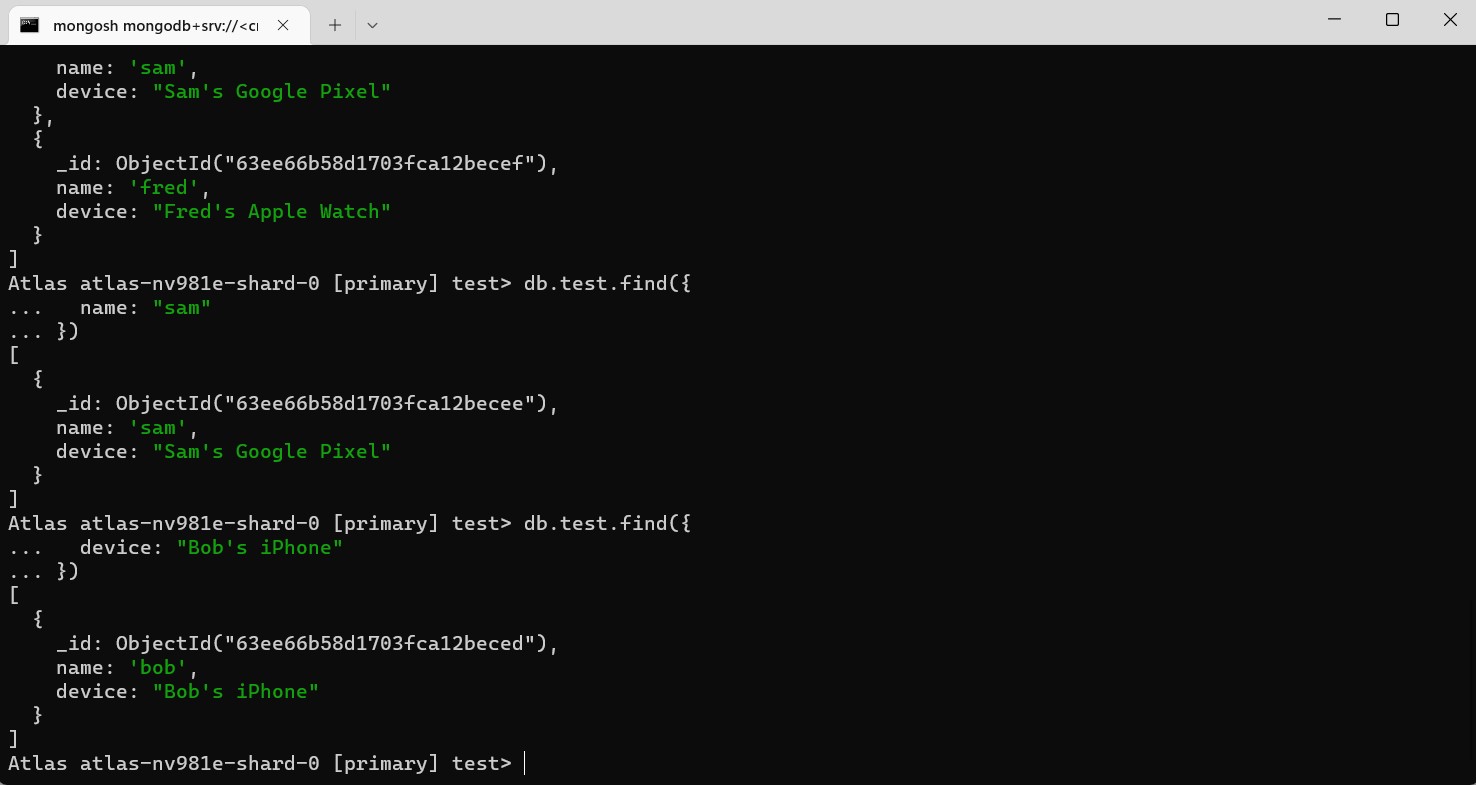 mongosh mongodb+srv://<cr
    name: 'sam',
    device: "Sam's Google Pixel"
  },
  {
    _id: ObjectId("63ee66b58d1703fca12becef"),
    name: 'fred',
    device: "Fred's Apple Watch"
  }
]
Atlas atlas-nv981e-shard-0 [primary] test> db.test.find({
...   name: "sam"
... })
[
  {
    _id: ObjectId("63ee66b58d1703fca12becee"),
    name: 'sam',
    device: "Sam's Google Pixel"
  }
]
Atlas atlas-nv981e-shard-0 [primary] test> db.test.find({
...   device: "Bob's iPhone"
... })
[
  {
    _id: ObjectId("63ee66b58d1703fca12beced"),
    name: 'bob',
    device: "Bob's iPhone"
  }
]
Atlas atlas-nv981e-shard-0 [primary] test>